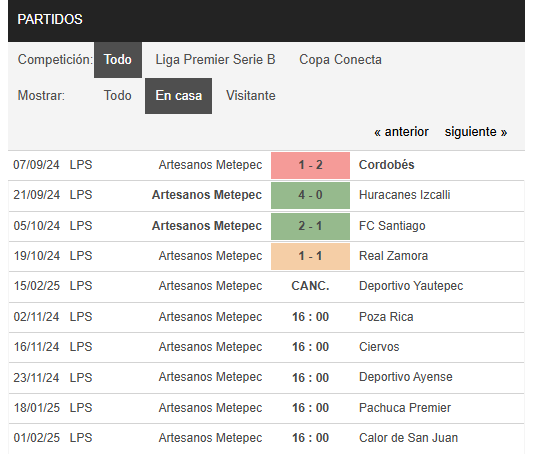 PARTIDOS
Competición: Todo Liga Premier Serie B Copa Conecta
Mostrar: Todo En casa Visitante
« anterior siguiente »
07/09/24 LPS Artesanos Metepec 1 - 2 Cordobés
21/09/24 LPS Artesanos Metepec 4 - 0 Huracanes Izcalli
05/10/24 LPS Artesanos Metepec 2 - 1 FC Santiago
19/10/24 LPS Artesanos Metepec 1 - 1 Real Zamora
15/02/25 LPS Artesanos Metepec CANC. Deportivo Yautepec
02/11/24 LPS Artesanos Metepec 16 : 00 Poza Rica
16/11/24 LPS Artesanos Metepec 16 : 00 Ciervos
23/11/24 LPS Artesanos Metepec 16 : 00 Deportivo Ayense
18/01/25 LPS Artesanos Metepec 16 : 00 Pachuca Premier
01/02/25 LPS Artesanos Metepec 16 : 00 Calor de San Juan